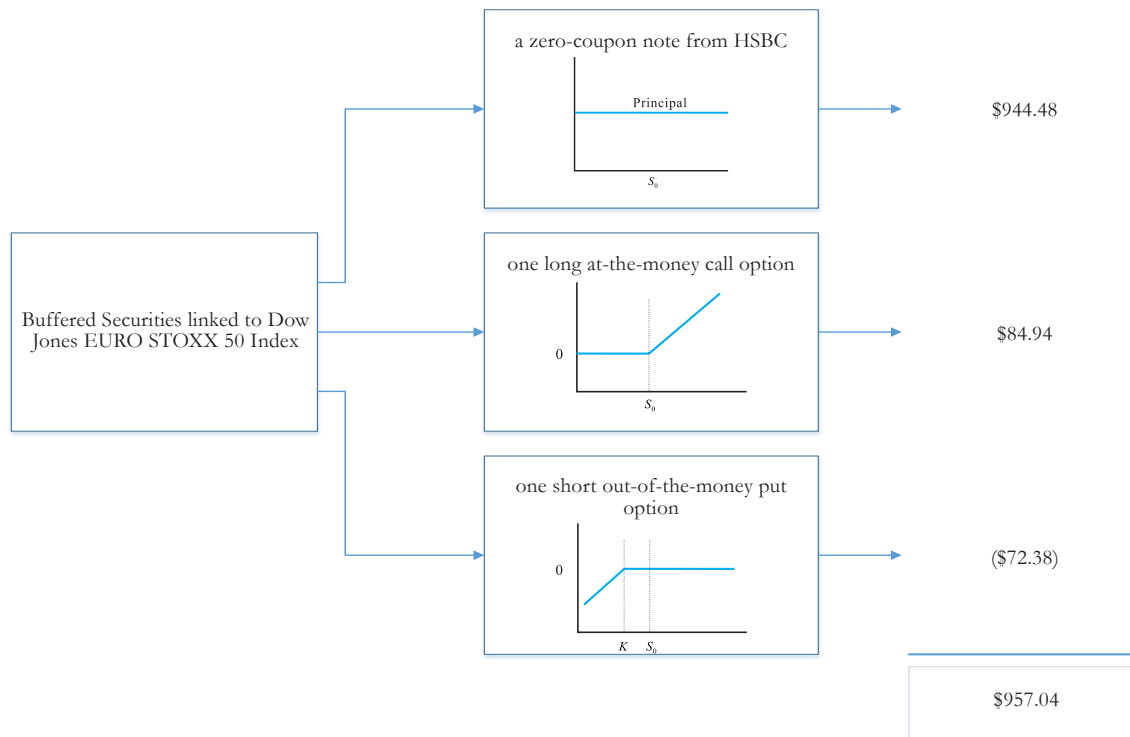 a zero-coupon note from HSBC
Principal
S₀
$944.48
Buffered Securities linked to Dow
Jones EURO STOXX 50 Index
one long at-the-money call option
0
S₀
$84.94
one short out-of-the-money put
option
0
K S₀
($72.38)
$957.04